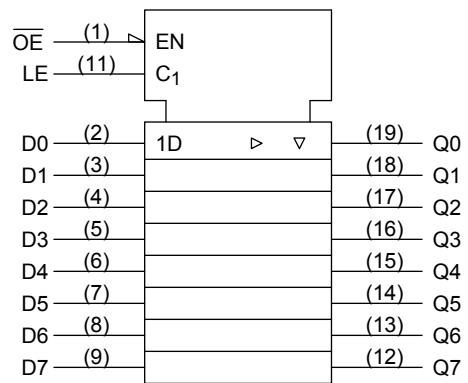 O̅E̅ (1) EN
LE (11) C₁
D0 (2) 1D (19) Q0
D1 (3) (18) Q1
D2 (4) (17) Q2
D3 (5) (16) Q3
D4 (6) (15) Q4
D5 (7) (14) Q5
D6 (8) (13) Q6
D7 (9) (12) Q7